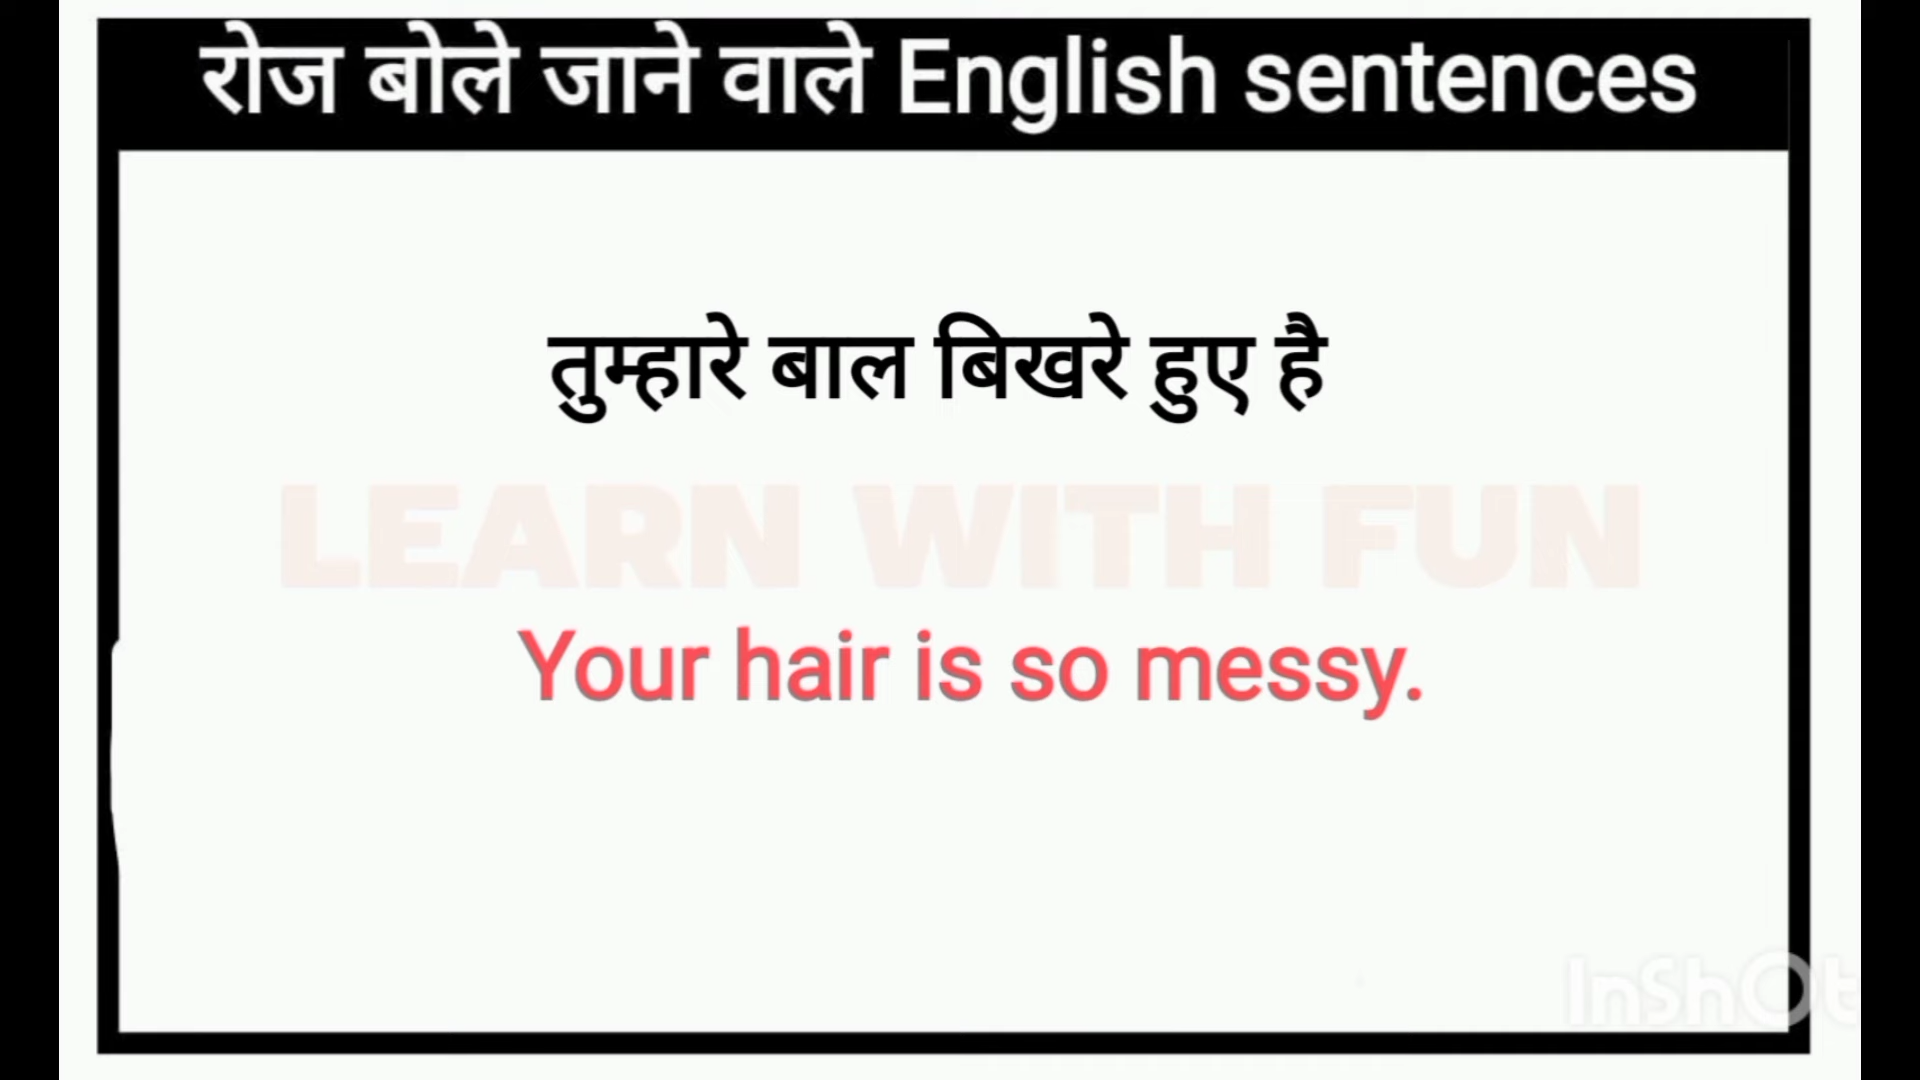 रोज बोले जाने वाले English sentences
तुम्हारे बाल बिखरे हुए है
LEARN WITH FUN
Your hair is so messy.
InShOt